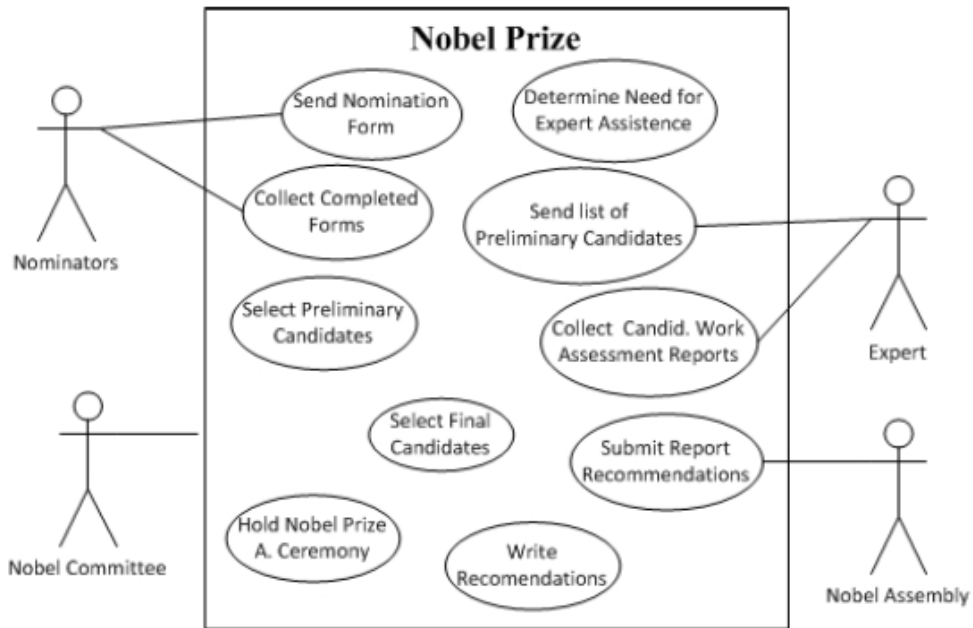 Nobel Prize
Send Nomination
Form
Determine Need for
Expert Assistence
Collect Completed
Forms
Send list of
Preliminary Candidates
Nominators
Select Preliminary
Candidates
Collect Candid. Work
Assessment Reports
Expert
Select Final
Candidates
Submit Report
Recommendations
Nobel Committee
Hold Nobel Prize
A. Ceremony
Write
Recomendations
Nobel Assembly